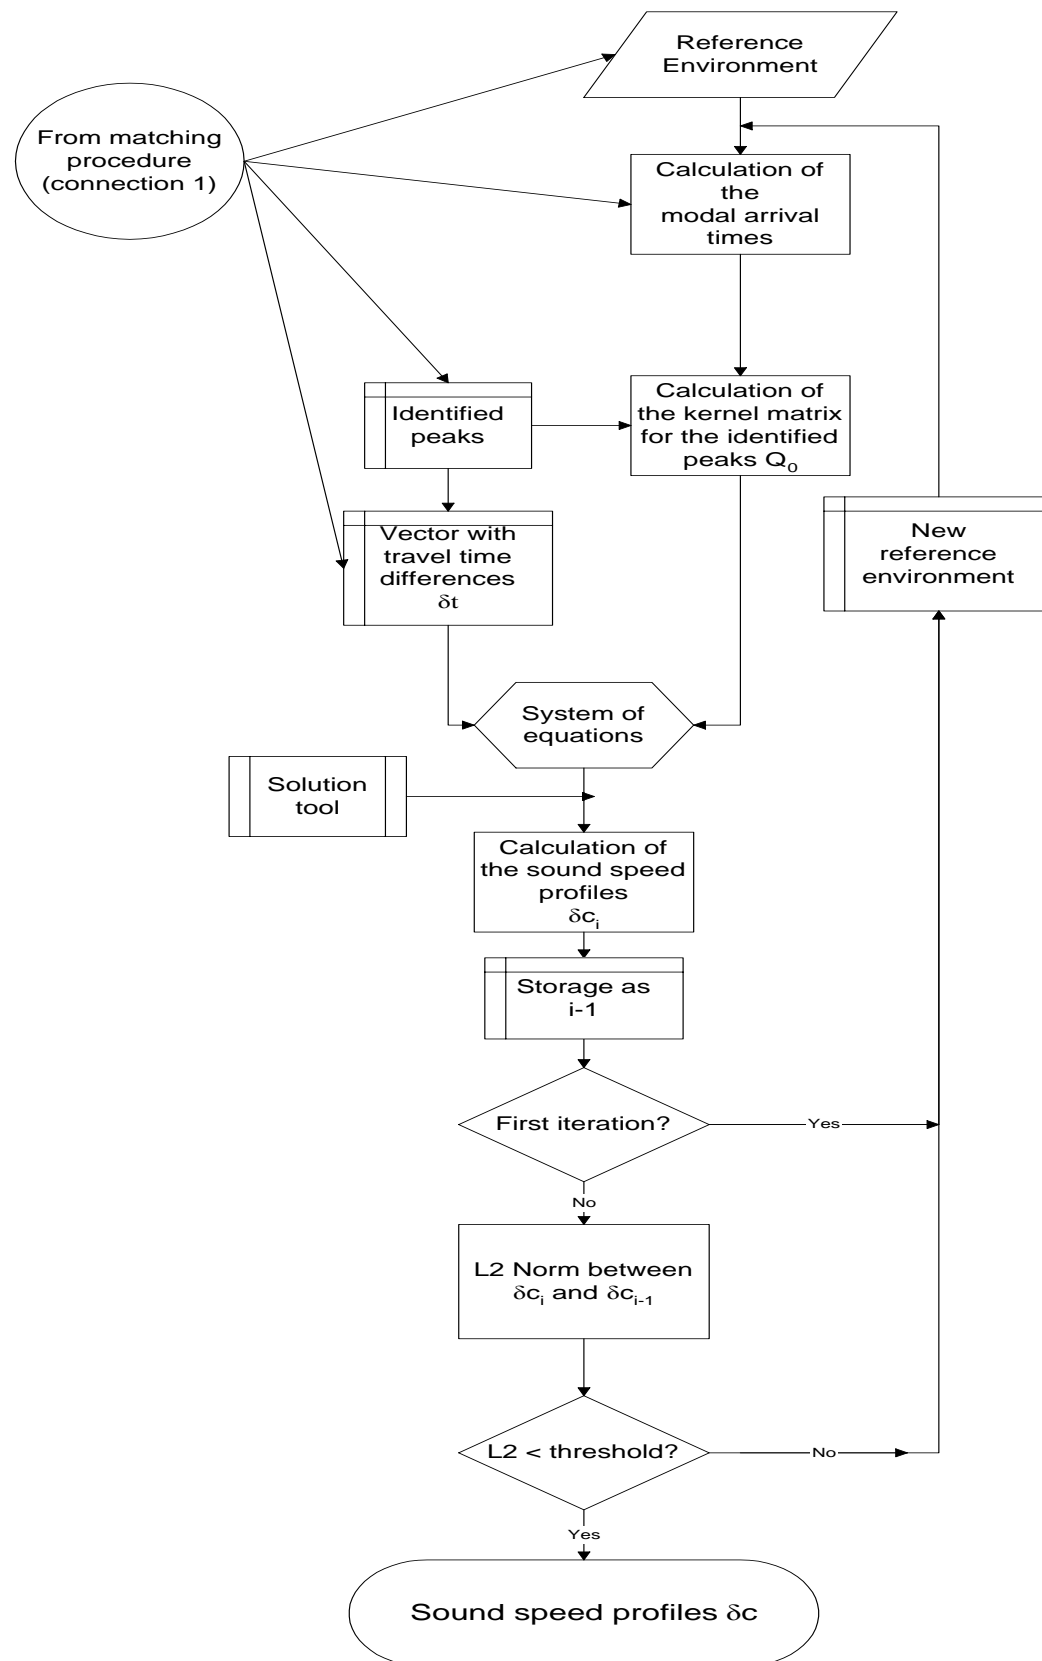 Reference
Environment
From matching
procedure
(connection 1)
Calculation of
the
modal arrival
times
Identified
peaks
Calculation of
the kernel matrix
for the identified
peaks Q₀
Vector with
travel time
differences
δt
New
reference
environment
System of
equations
Solution
tool
Calculation of
the sound speed
profiles
δcᵢ
Storage as
i-1
First iteration?
Yes
No
L2 Norm between
δcᵢ and δcᵢ₋₁
L2 < threshold?
No
Yes
Sound speed profiles δc